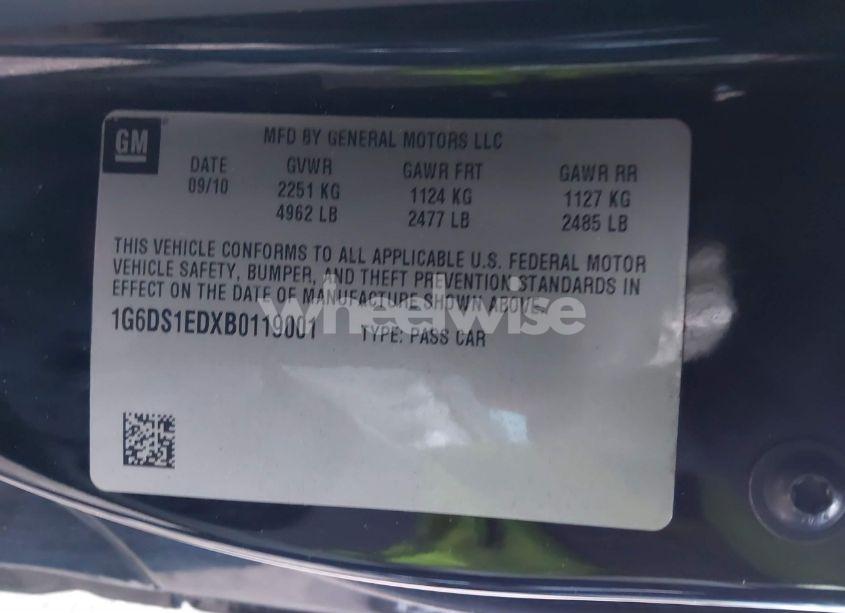 GM
MFD BY GENERAL MOTORS LLC
DATE GVWR GAWR FRT GAWR RR
09/10 2251 KG 1124 KG 1127 KG
4962 LB 2477 LB 2485 LB
THIS VEHICLE CONFORMS TO ALL APPLICABLE U.S. FEDERAL MOTOR
VEHICLE SAFETY, BUMPER, AND THEFT PREVENTION STANDARDS IN
EFFECT ON THE DATE OF MANUFACTURE SHOWN ABOVE.
1G6DS1EDXB0119001 TYPE: PASS CAR
wheelwise